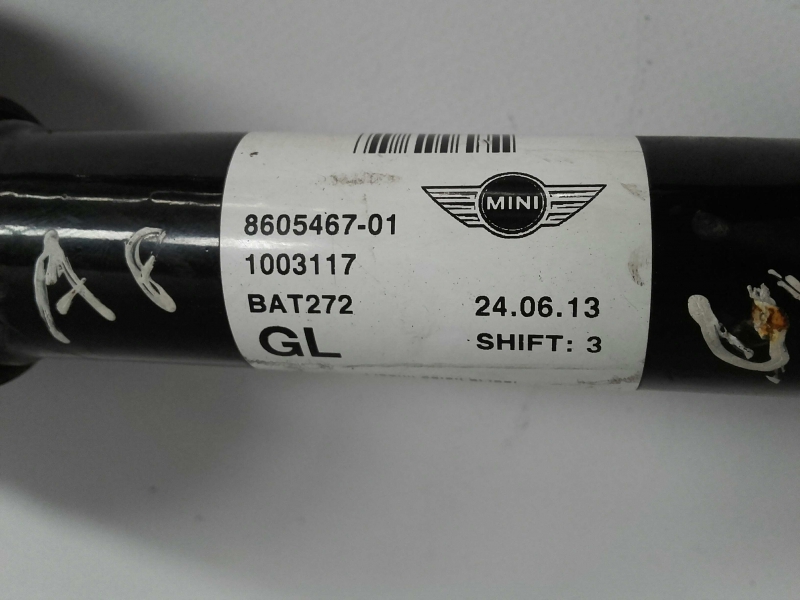 MINI
8605467-01
1003117
BAT272 24.06.13
GL SHIFT: 3